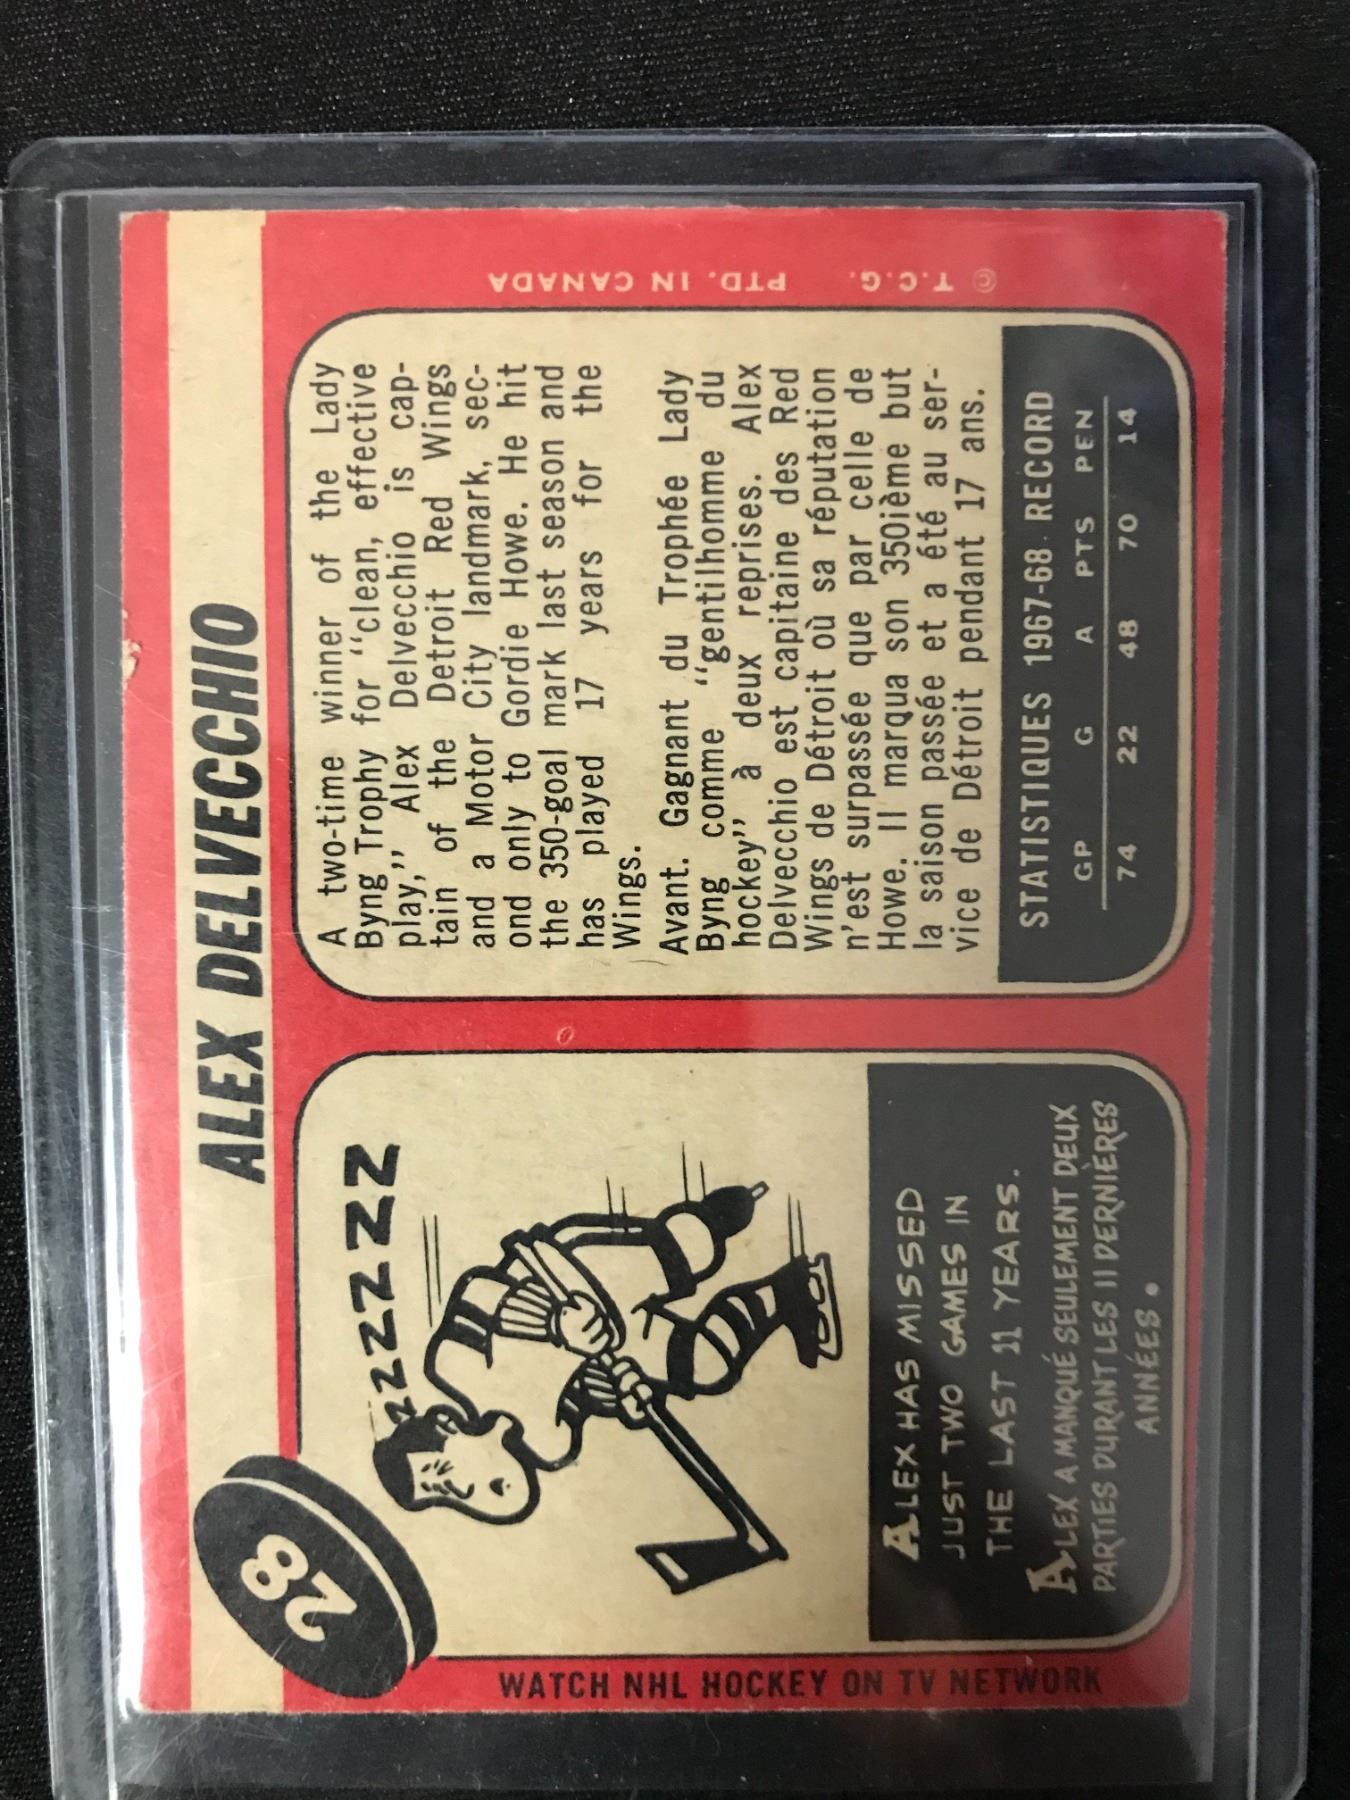 28
ALEX DELVECCHIO
ZZZZZZZ
ALEX HAS MISSED
JUST TWO GAMES IN
THE LAST 11 YEARS.
ALEX A MANQUÉ SEULEMENT DEUX
PARTIES DURANT LES 11 DERNIÈRES
ANNÉES.
WATCH NHL HOCKEY ON TV NETWORK
A two-time winner of the Lady
Byng Trophy for "clean, effective
play," Alex Delvecchio is cap-
tain of the Detroit Red Wings
and a Motor City landmark, sec-
ond only to Gordie Howe. He hit
the 350-goal mark last season and
has played 17 years for the
Wings.
Avant. Gagnant du Trophée Lady
Byng comme "gentilhomme du
hockey" à deux reprises. Alex
Delvecchio est capitaine des Red
Wings de Détroit où sa réputation
n'est surpassée que par celle de
Howe. Il marqua son 350ième but
la saison passée et a été au ser-
vice de Détroit pendant 17 ans.
STATISTIQUES 1967-68 RECORD
GP G A PTS PEN
74 22 48 70 14
© T.C.G. PTD. IN CANADA